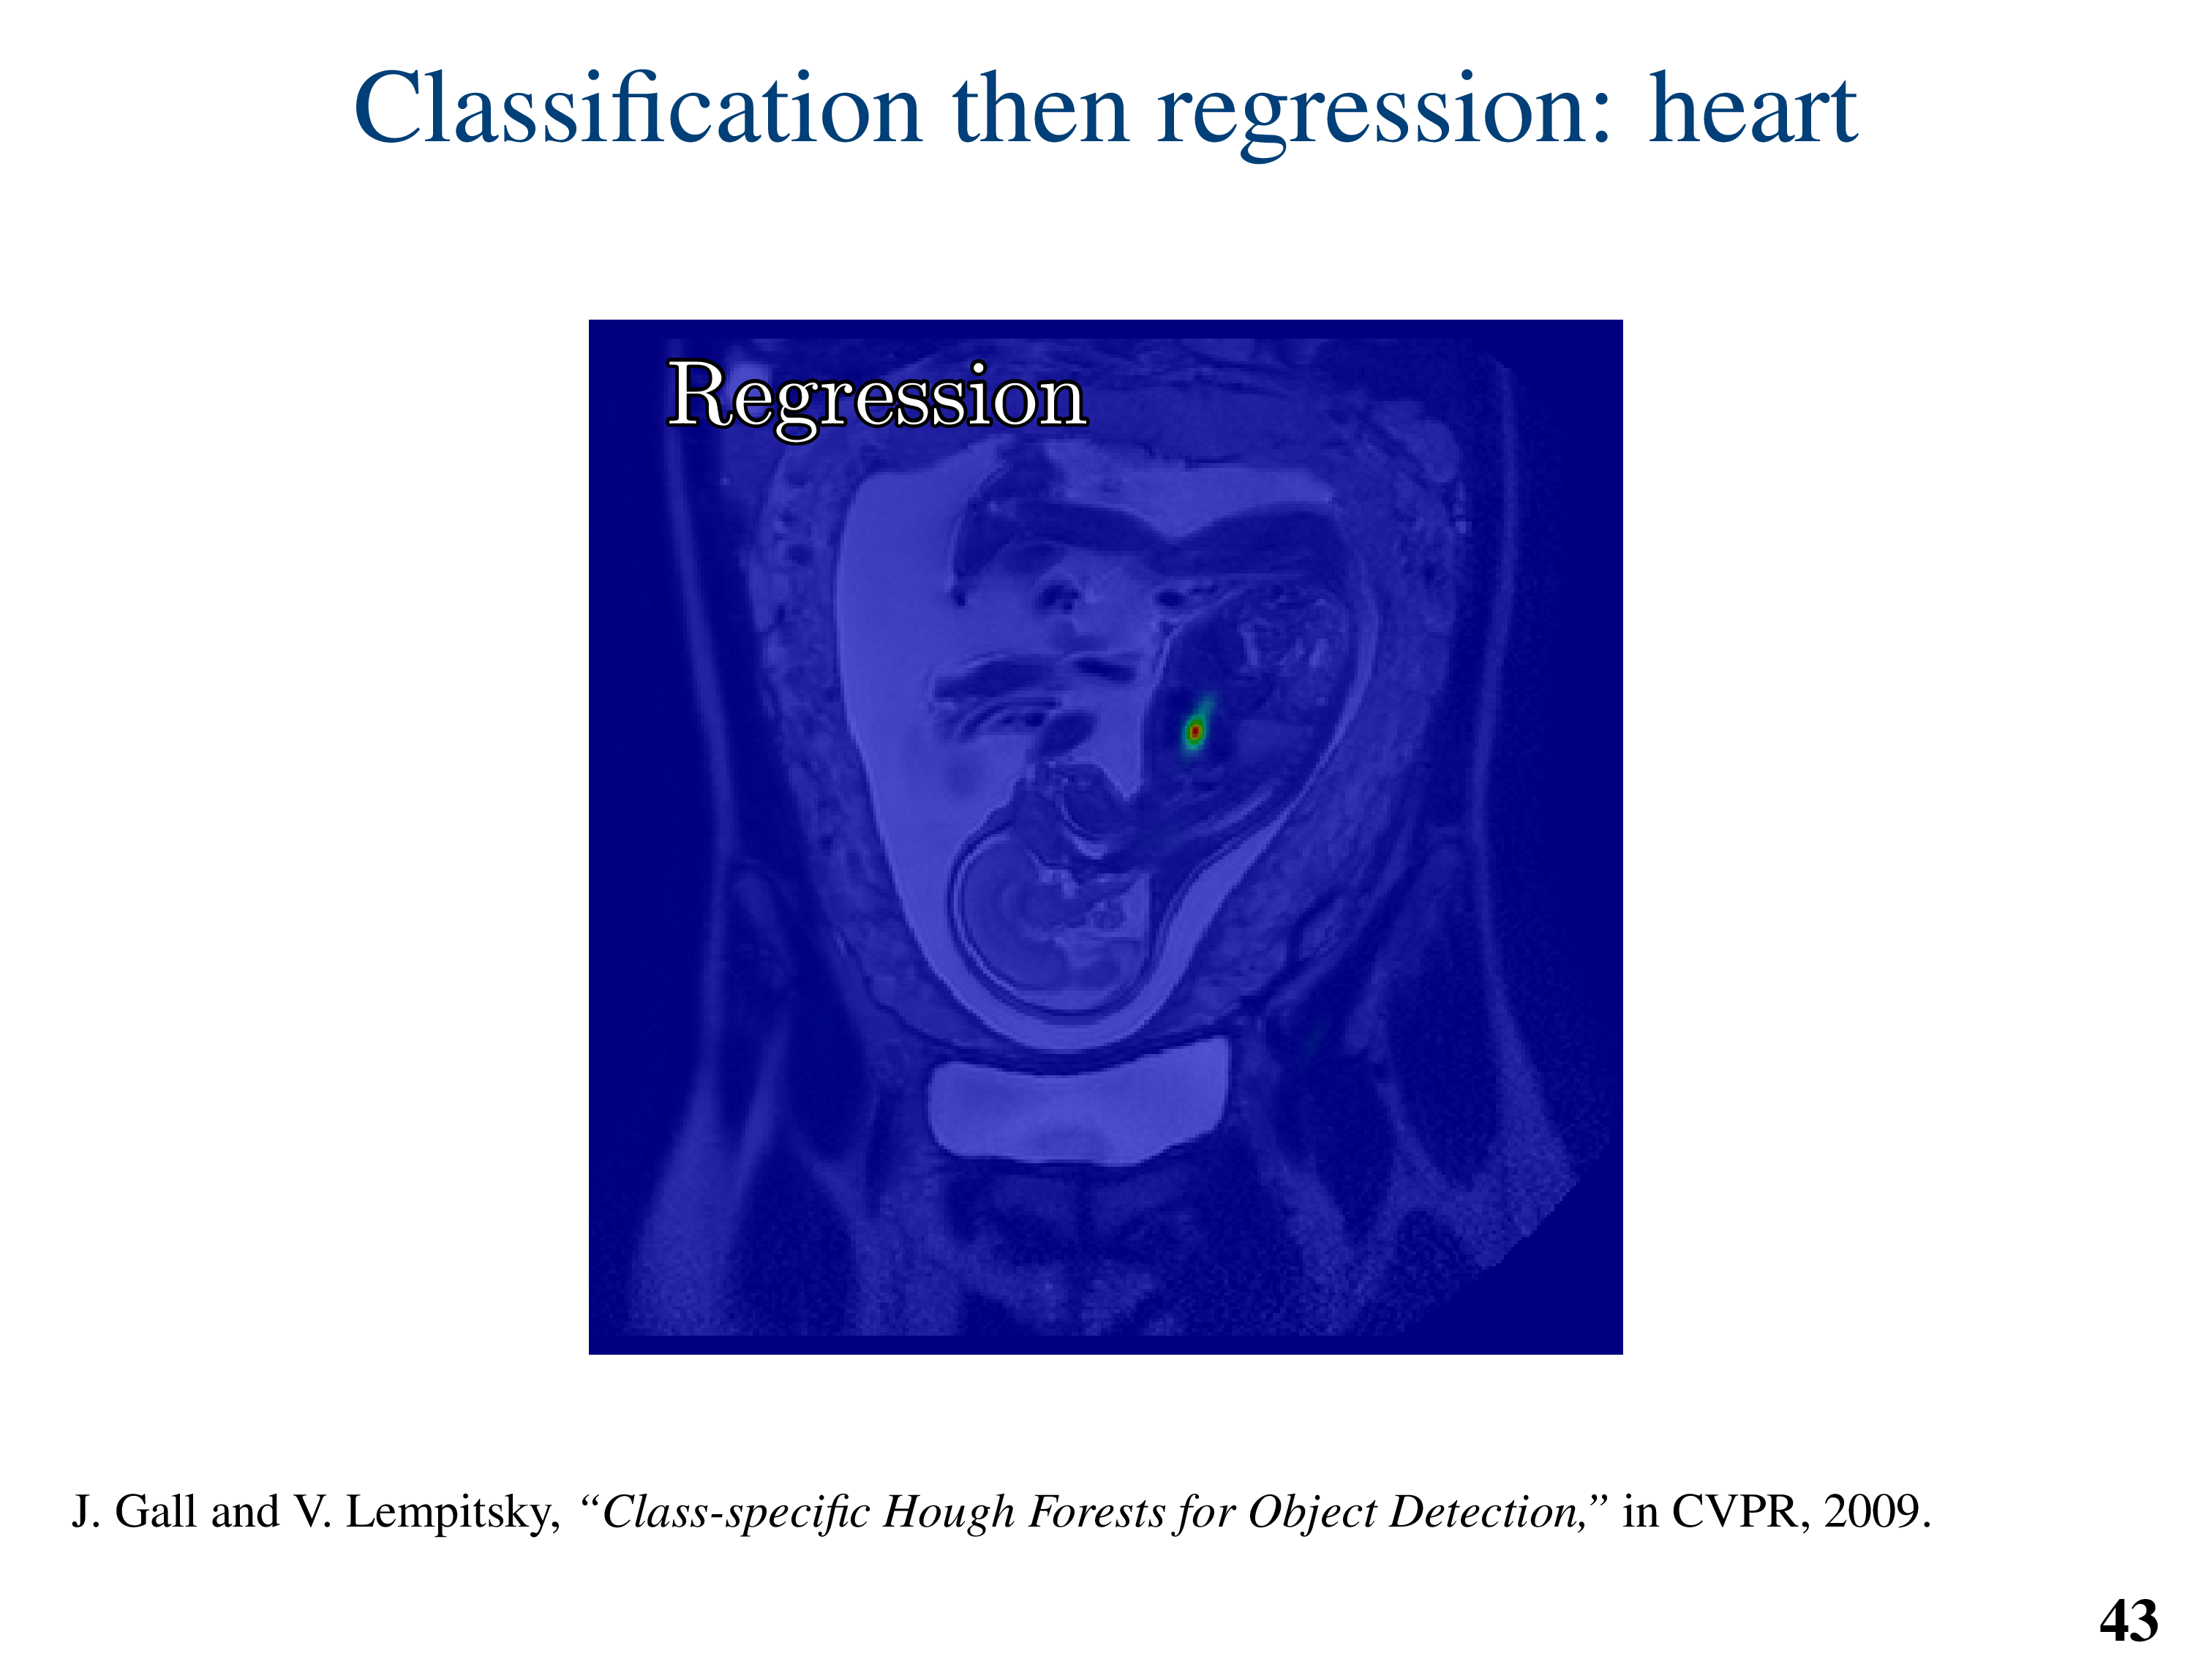 Classification then regression: heart
Regression
J. Gall and V. Lempitsky, “Class-specific Hough Forests for Object Detection,” in CVPR, 2009.
43